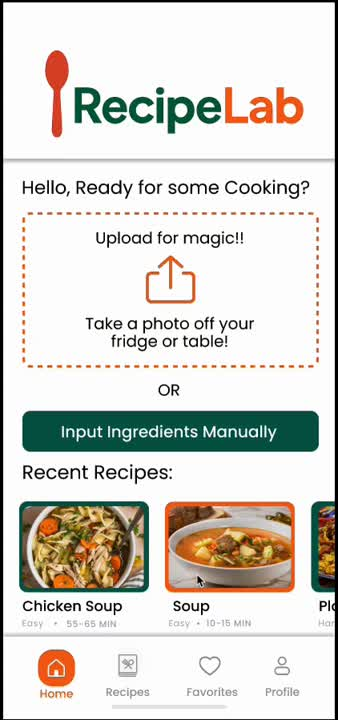 RecipeLab
Hello, Ready for some Cooking?
Upload for magic!!
Take a photo off your
fridge or table!
OR
Input Ingredients Manually
Recent Recipes:
Chicken Soup
Soup
Easy • 55-65 MIN
Easy • 10-15 MIN
Home
Recipes
Favorites
Profile